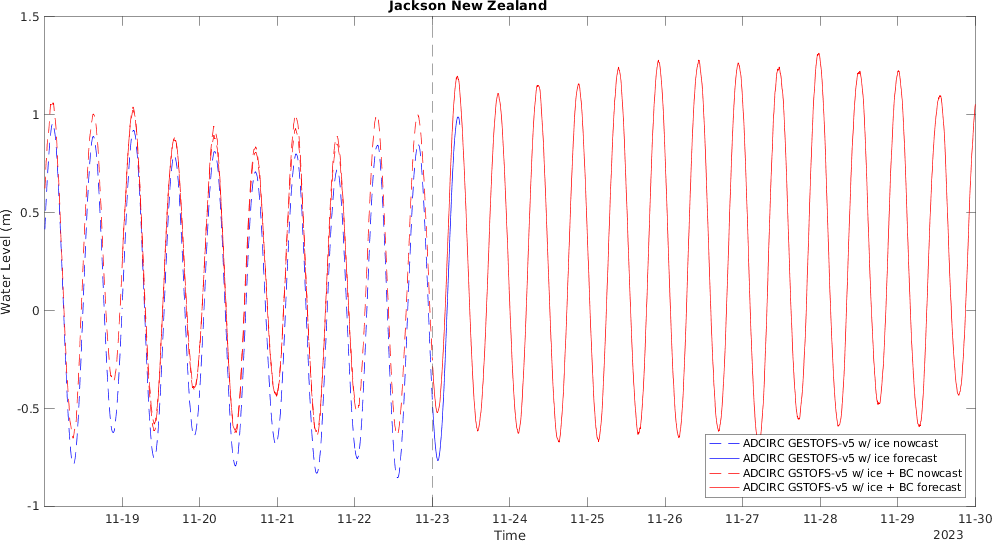 Jackson New Zealand
1.5
1
0.5
0
-0.5
-1
Water Level (m)
11-19
11-20
11-21
11-22
11-23
11-24
11-25
11-26
11-27
11-28
11-29
11-30
Time
2023
ADCIRC GESTOFS-v5 w/ ice nowcast
ADCIRC GESTOFS-v5 w/ ice forecast
ADCIRC GSTOFS-v5 w/ ice + BC nowcast
ADCIRC GSTOFS-v5 w/ ice + BC forecast